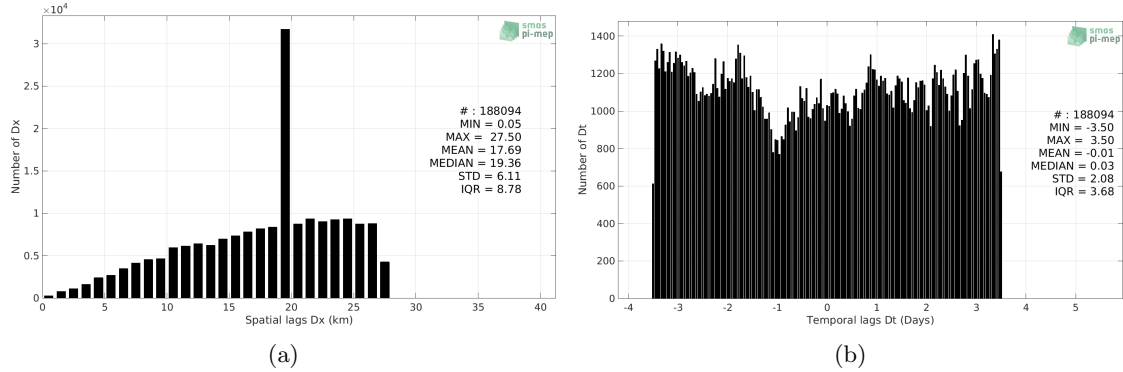 ×10⁴
3
2.5
2
1.5
1
0.5
0
0 5 10 15 20 25 30 35 40
Number of Dx
Spatial lags Dx (km)
smos
pi-mep
# : 188094
MIN = 0.05
MAX = 27.50
MEAN = 17.69
MEDIAN = 19.36
STD = 6.11
IQR = 8.78
(a)
1400
1200
1000
800
600
400
200
0
-4 -3 -2 -1 0 1 2 3 4 5
Number of Dt
Temporal lags Dt (Days)
smos
pi-mep
# : 188094
MIN = -3.50
MAX = 3.50
MEAN = -0.01
MEDIAN = 0.03
STD = 2.08
IQR = 3.68
(b)